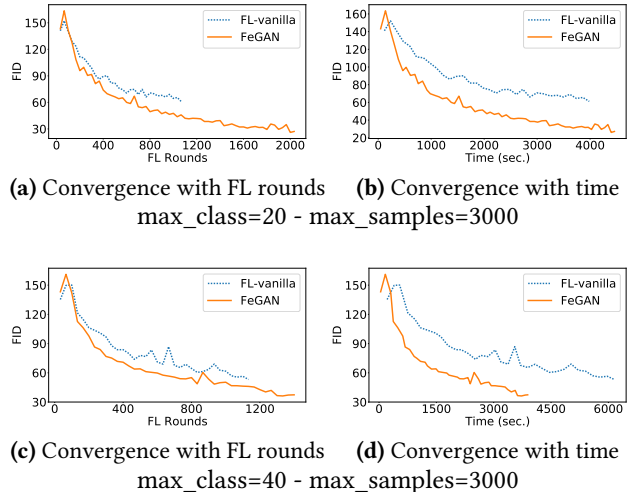 FL-vanilla
FeGAN
FID
150
120
90
60
30
0 400 800 1200 1600 2000
FL Rounds
FL-vanilla
FeGAN
FID
160
140
120
100
80
60
40
20
0 1000 2000 3000 4000
Time (sec.)
(a) Convergence with FL rounds (b) Convergence with time
max_class=20 - max_samples=3000
FL-vanilla
FeGAN
FID
150
120
90
60
30
0 400 800 1200
FL Rounds
FL-vanilla
FeGAN
FID
150
120
90
60
30
0 1500 3000 4500 6000
Time (sec.)
(c) Convergence with FL rounds (d) Convergence with time
max_class=40 - max_samples=3000